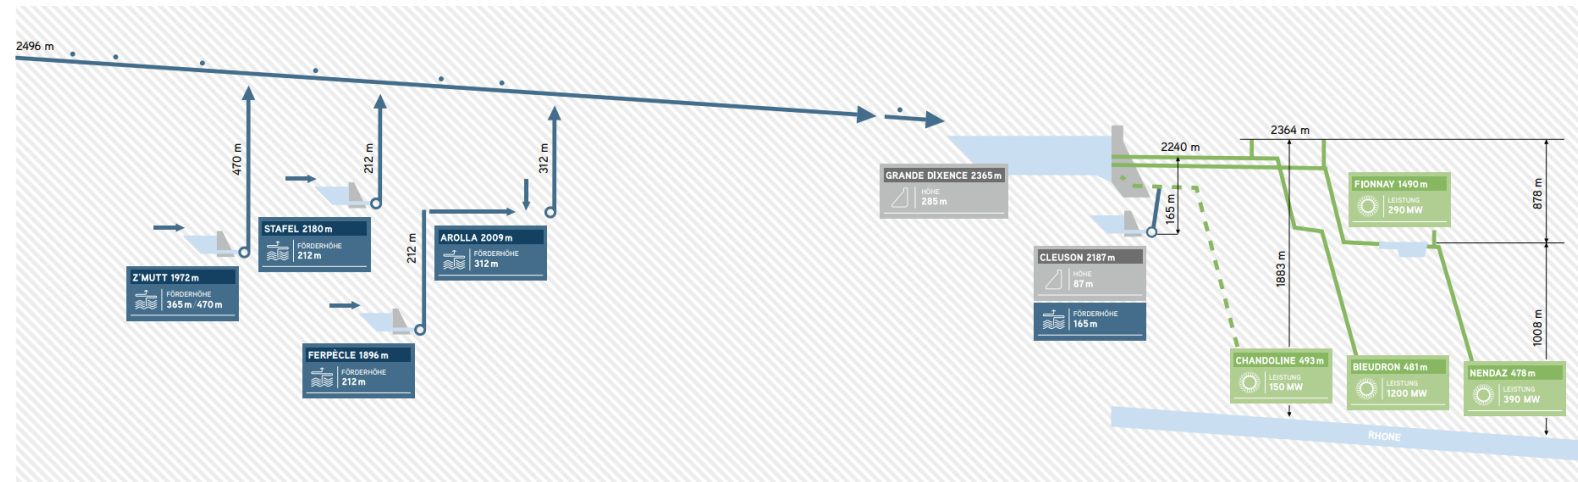 2496 m
470 m
212 m
312 m
212 m
Z'MUTT 1972 m
FÖRDERHÖHE
365 m/470 m
STAFEL 2180 m
FÖRDERHÖHE
212 m
FERPÈCLE 1896 m
FÖRDERHÖHE
212 m
AROLLA 2009 m
FÖRDERHÖHE
312 m
GRANDE DIXENCE 2365 m
HÖHE
285 m
CLEUSON 2187 m
HÖHE
87 m
FÖRDERHÖHE
165 m
165 m
2240 m
2364 m
1883 m
878 m
1008 m
FIONNAY 1490 m
LEISTUNG
290 MW
CHANDOLINE 493 m
LEISTUNG
150 MW
BIEUDRON 481 m
LEISTUNG
1200 MW
NENDAZ 478 m
LEISTUNG
390 MW
RHONE